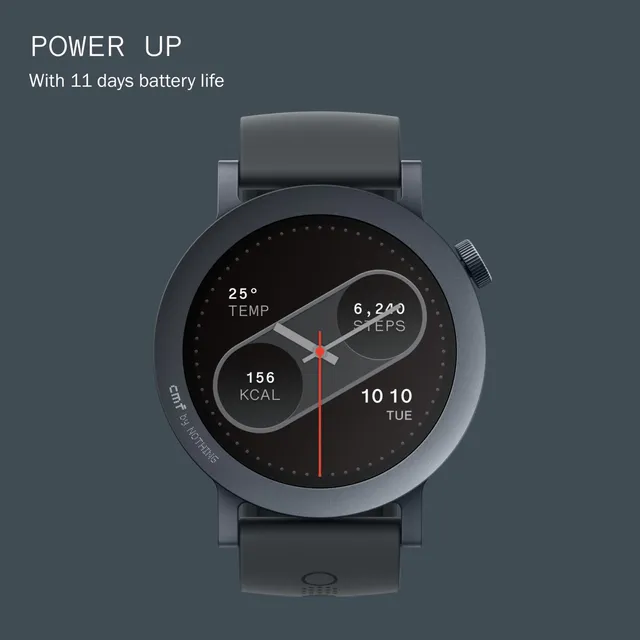 POWER UP
With 11 days battery life
25°
TEMP
6,240
STEPS
156
KCAL
10 10
TUE
cmf by NOTHING